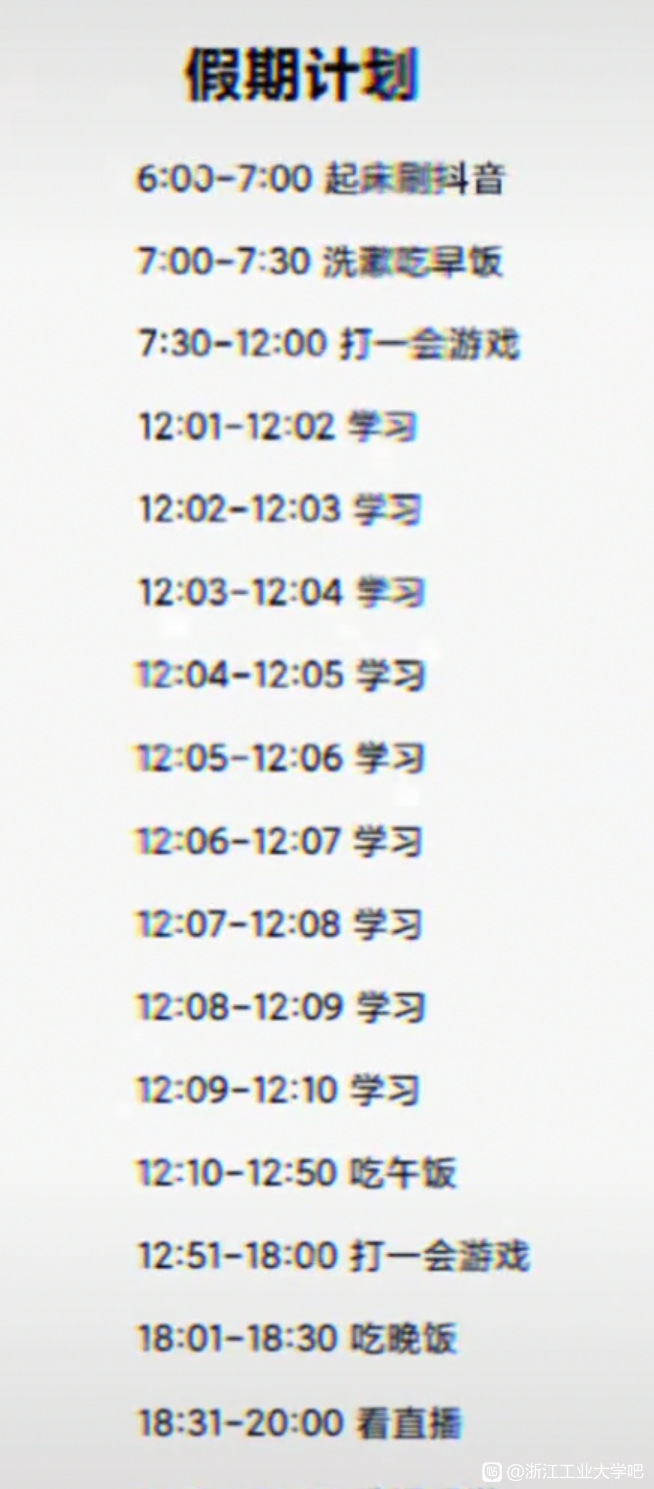 假期计划
6:00-7:00 起床刷抖音
7:00-7:30 洗漱吃早饭
7:30-12:00 打一会游戏
12:01-12:02 学习
12:02-12:03 学习
12:03-12:04 学习
12:04-12:05 学习
12:05-12:06 学习
12:06-12:07 学习
12:07-12:08 学习
12:08-12:09 学习
12:09-12:10 学习
12:10-12:50 吃午饭
12:51-18:00 打一会游戏
18:01-18:30 吃晚饭
18:31-20:00 看直播
贴 @浙江工业大学吧